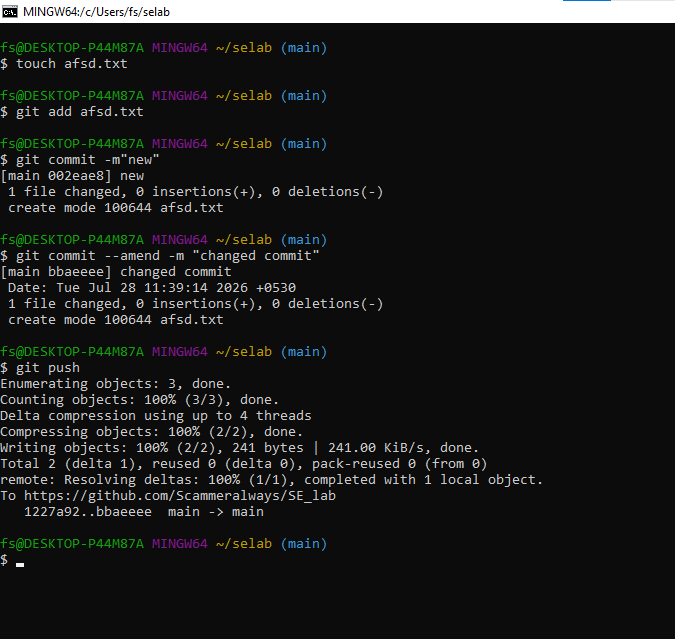 MINGW64:/c/Users/fs/selab
fs@DESKTOP-P44M87A MINGW64 ~/selab (main)
$ touch afsd.txt
fs@DESKTOP-P44M87A MINGW64 ~/selab (main)
$ git add afsd.txt
fs@DESKTOP-P44M87A MINGW64 ~/selab (main)
$ git commit -m"new"
[main 002eae8] new
 1 file changed, 0 insertions(+), 0 deletions(-)
 create mode 100644 afsd.txt
fs@DESKTOP-P44M87A MINGW64 ~/selab (main)
$ git commit --amend -m "changed commit"
[main bbaeeee] changed commit
 Date: Tue Jul 28 11:39:14 2026 +0530
 1 file changed, 0 insertions(+), 0 deletions(-)
 create mode 100644 afsd.txt
fs@DESKTOP-P44M87A MINGW64 ~/selab (main)
$ git push
Enumerating objects: 3, done.
Counting objects: 100% (3/3), done.
Delta compression using up to 4 threads
Compressing objects: 100% (2/2), done.
Writing objects: 100% (2/2), 241 bytes | 241.00 KiB/s, done.
Total 2 (delta 1), reused 0 (delta 0), pack-reused 0 (from 0)
remote: Resolving deltas: 100% (1/1), completed with 1 local object.
To https://github.com/Scammeralways/SE_lab
   1227a92..bbaeeee  main -> main
fs@DESKTOP-P44M87A MINGW64 ~/selab (main)
$